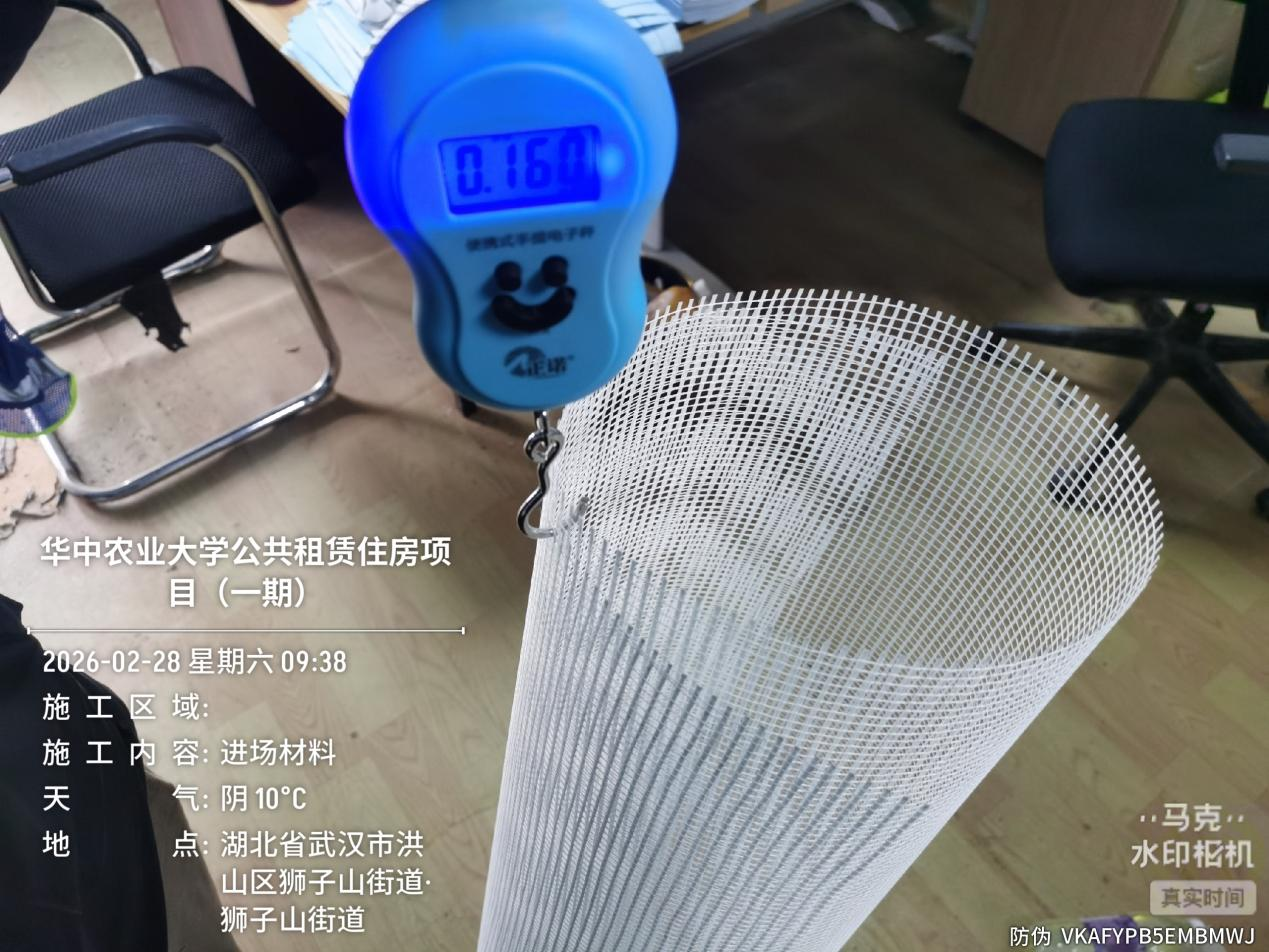 0.160
便携式手提电子秤
正诺
华中农业大学公共租赁住房项
目（一期）
2026-02-28 星期六 09:38
施工区域:
施工内容: 进场材料
天气: 阴 10°C
地点: 湖北省武汉市洪
山区狮子山街道·
狮子山街道
马克
水印相机
真实时间
防伪 VKAFYPB5EMBMWJ